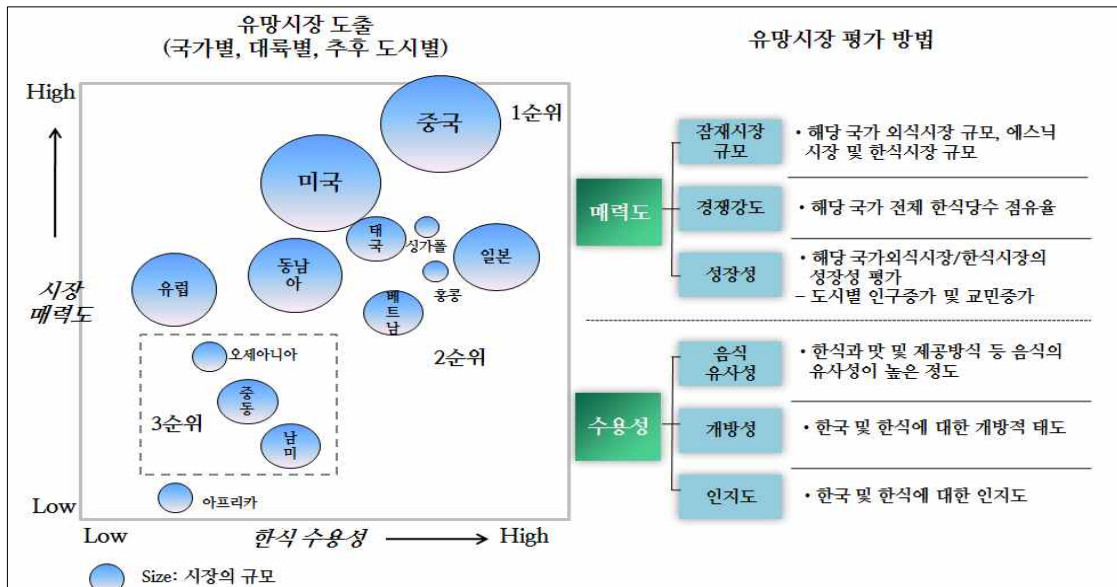 유망시장 도출
(국가별, 대륙별, 추후 도시별)
High
시장
매력도
Low
중국
1순위
미국
태
국
싱가폴
일본
홍콩
동남
아
유럽
베
트
남
2순위
오세아니아
중
동
3순위
남
미
아프리카
Low
한식 수용성
High
Size: 시장의 규모
유망시장 평가 방법
매력도
잠재시장
규모
• 해당 국가 외식시장 규모, 에스닉
시장 및 한식시장 규모
경쟁강도
• 해당 국가 전체 한식당수 점유율
성장성
• 해당 국가외식시장/한식시장의
성장성 평가
– 도시별 인구증가 및 교민증가
수용성
음식
유사성
• 한식과 맛 및 제공방식 등 음식의
유사성이 높은 정도
개방성
• 한국 및 한식에 대한 개방적 태도
인지도
• 한국 및 한식에 대한 인지도